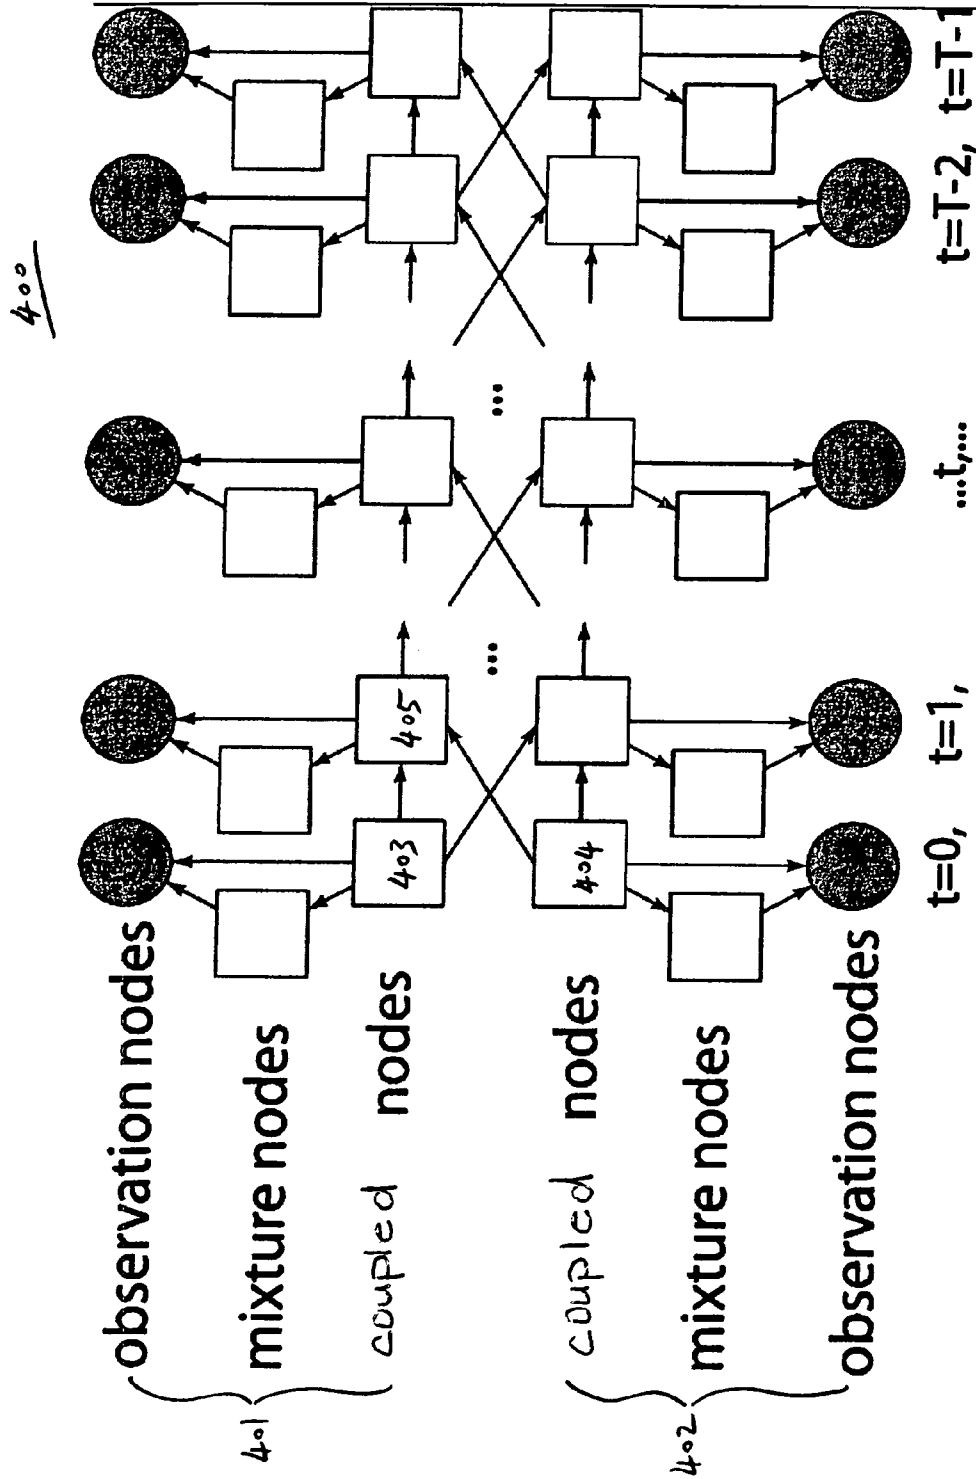 400
observation nodes
mixture nodes
401
coupled nodes
403
405
...
...
coupled nodes
404
402
mixture nodes
observation nodes
t=0, t=1, ...t,... t=T-2, t=T-1